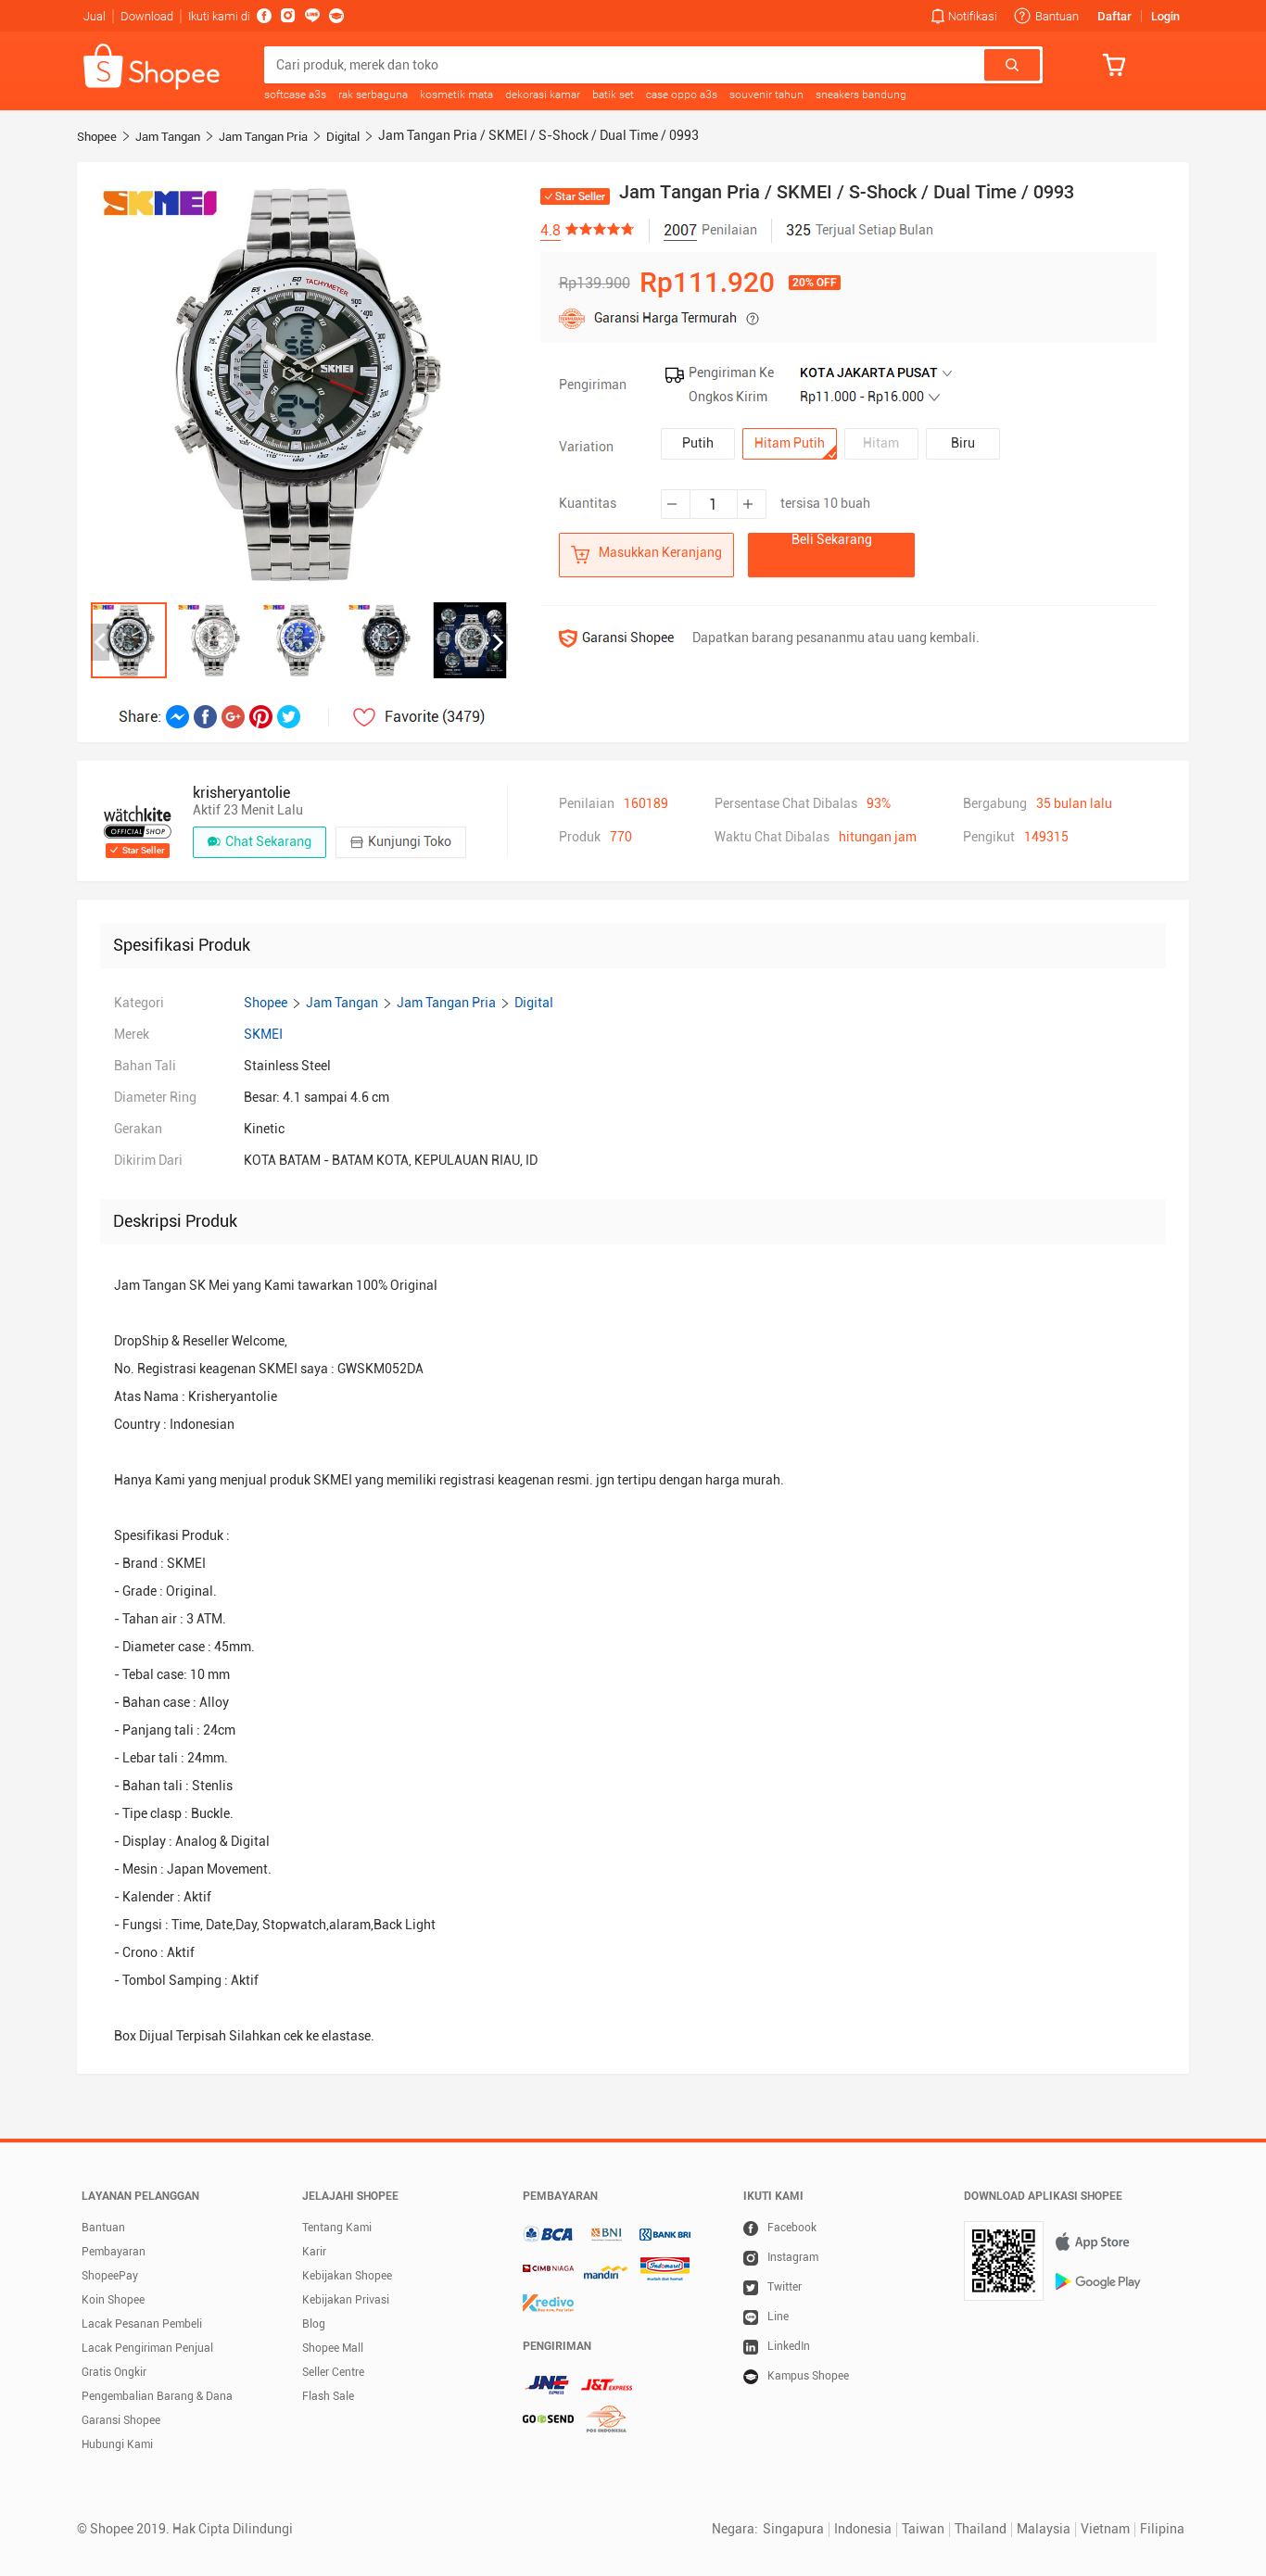 Jual | Download | Ikuti kami di
Notifikasi Bantuan Daftar | Login
Shopee
Cari produk, merek dan toko
softcase a3s rak serbaguna kosmetik mata dekorasi kamar batik set case oppo a3s souvenir tahun sneakers bandung
Shopee > Jam Tangan > Jam Tangan Pria > Digital > Jam Tangan Pria / SKMEI / S-Shock / Dual Time / 0993
SKMEI
TACHYMETER
SKMEI
WEEK
Star Seller Jam Tangan Pria / SKMEI / S-Shock / Dual Time / 0993
4.8 2007 Penilaian 325 Terjual Setiap Bulan
Rp139.900 Rp111.920 20% OFF
TERMURAH Garansi Harga Termurah
Pengiriman Pengiriman Ke KOTA JAKARTA PUSAT
Ongkos Kirim Rp11.000 - Rp16.000
Variation Putih Hitam Putih Hitam Biru
Kuantitas 1 tersisa 10 buah
Masukkan Keranjang Beli Sekarang
Garansi Shopee Dapatkan barang pesananmu atau uang kembali.
Share: Favorite (3479)
krisheryantolie
Aktif 23 Menit Lalu
watchkite
OFFICIAL SHOP
Star Seller
Chat Sekarang Kunjungi Toko
Penilaian 160189 Persentase Chat Dibalas 93% Bergabung 35 bulan lalu
Produk 770 Waktu Chat Dibalas hitungan jam Pengikut 149315
Spesifikasi Produk
Kategori Shopee > Jam Tangan > Jam Tangan Pria > Digital
Merek SKMEI
Bahan Tali Stainless Steel
Diameter Ring Besar: 4.1 sampai 4.6 cm
Gerakan Kinetic
Dikirim Dari KOTA BATAM - BATAM KOTA, KEPULAUAN RIAU, ID
Deskripsi Produk
Jam Tangan SK Mei yang Kami tawarkan 100% Original
DropShip & Reseller Welcome,
No. Registrasi keagenan SKMEI saya : GWSKM052DA
Atas Nama : Krisheryantolie
Country : Indonesian
Hanya Kami yang menjual produk SKMEI yang memiliki registrasi keagenan resmi. jgn tertipu dengan harga murah.
Spesifikasi Produk :
- Brand : SKMEI
- Grade : Original.
- Tahan air : 3 ATM.
- Diameter case : 45mm.
- Tebal case: 10 mm
- Bahan case : Alloy
- Panjang tali : 24cm
- Lebar tali : 24mm.
- Bahan tali : Stenlis
- Tipe clasp : Buckle.
- Display : Analog & Digital
- Mesin : Japan Movement.
- Kalender : Aktif
- Fungsi : Time, Date,Day, Stopwatch,alaram,Back Light
- Crono : Aktif
- Tombol Samping : Aktif
Box Dijual Terpisah Silahkan cek ke elastase.
LAYANAN PELANGGAN
Bantuan
Pembayaran
ShopeePay
Koin Shopee
Lacak Pesanan Pembeli
Lacak Pengiriman Penjual
Gratis Ongkir
Pengembalian Barang & Dana
Garansi Shopee
Hubungi Kami
JELAJAHI SHOPEE
Tentang Kami
Karir
Kebijakan Shopee
Kebijakan Privasi
Blog
Shopee Mall
Seller Centre
Flash Sale
PEMBAYARAN
BCA BNI BANK BRI
CIMB NIAGA mandiri Indomaret
Kredivo
PENGIRIMAN
JNE EXPRESS J&T EXPRESS
GO SEND POS INDONESIA
IKUTI KAMI
Facebook
Instagram
Twitter
Line
LinkedIn
Kampus Shopee
DOWNLOAD APLIKASI SHOPEE
App Store
Google Play
© Shopee 2019. Hak Cipta Dilindungi
Negara: Singapura | Indonesia | Taiwan | Thailand | Malaysia | Vietnam | Filipina